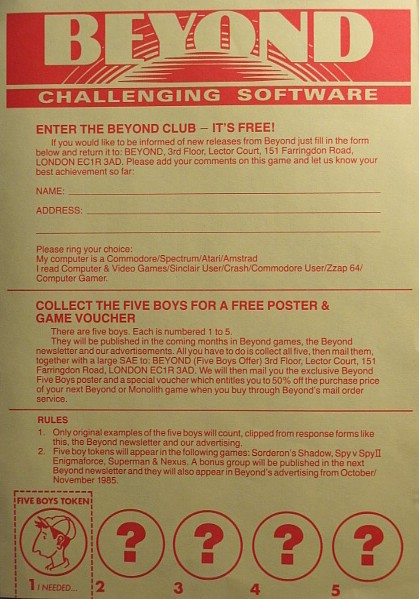 BEYOND
CHALLENGING SOFTWARE
ENTER THE BEYOND CLUB – IT'S FREE!
If you would like to be informed of new releases from Beyond just fill in the form
below and return it to: BEYOND, 3rd Floor, Lector Court, 151 Farringdon Road,
LONDON EC1R 3AD. Please add your comments on this game and let us know your
best achievement so far:
NAME:
ADDRESS:
Please ring your choice:
My computer is a Commodore/Spectrum/Atari/Amstrad
I read Computer & Video Games/Sinclair User/Crash/Commodore User/Zzap 64/
Computer Gamer.
COLLECT THE FIVE BOYS FOR A FREE POSTER &
GAME VOUCHER
There are five boys. Each is numbered 1 to 5.
They will be published in the coming months in Beyond games, the Beyond
newsletter and our advertisements. All you have to do is collect all five, then mail them,
together with a large SAE to: BEYOND (Five Boys Offer) 3rd Floor, Lector Court, 151
Farringdon Road, LONDON EC1R 3AD. We will then mail you the exclusive Beyond
Five Boys poster and a special voucher which entitles you to 50% off the purchase price
of your next Beyond or Monolith game when you buy through Beyond's mail order
service.
RULES
1. Only original examples of the five boys will count, clipped from response forms like
this, the Beyond newsletter and our advertising.
2. Five boy tokens will appear in the following games: Sorderon's Shadow, Spy v Spy II
Enigmaforce, Superman & Nexus. A bonus group will be published in the next
Beyond newsletter and they will also appear in Beyond's advertising from October/
November 1985.
FIVE BOYS TOKEN
? ? ? ?
1 I NEEDED... 2 3 4 5